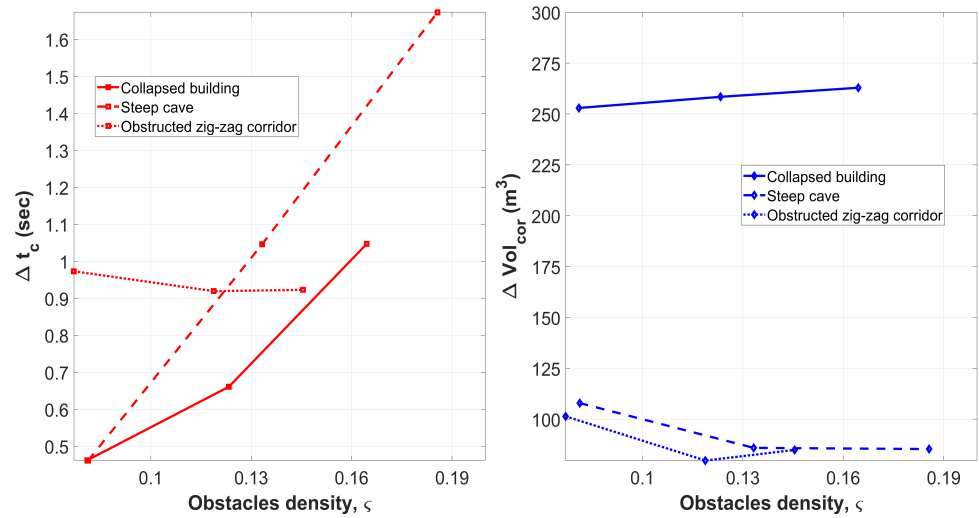 1.6
1.5
1.4
1.3
1.2
1.1
1
0.9
0.8
0.7
0.6
0.5
Δ t_c (sec)
Collapsed building
Steep cave
Obstructed zig-zag corridor
0.1 0.13 0.16 0.19
Obstacles density, ς
300
275
250
225
200
175
150
125
100
Δ Vol_cor (m³)
Collapsed building
Steep cave
Obstructed zig-zag corridor
0.1 0.13 0.16 0.19
Obstacles density, ς